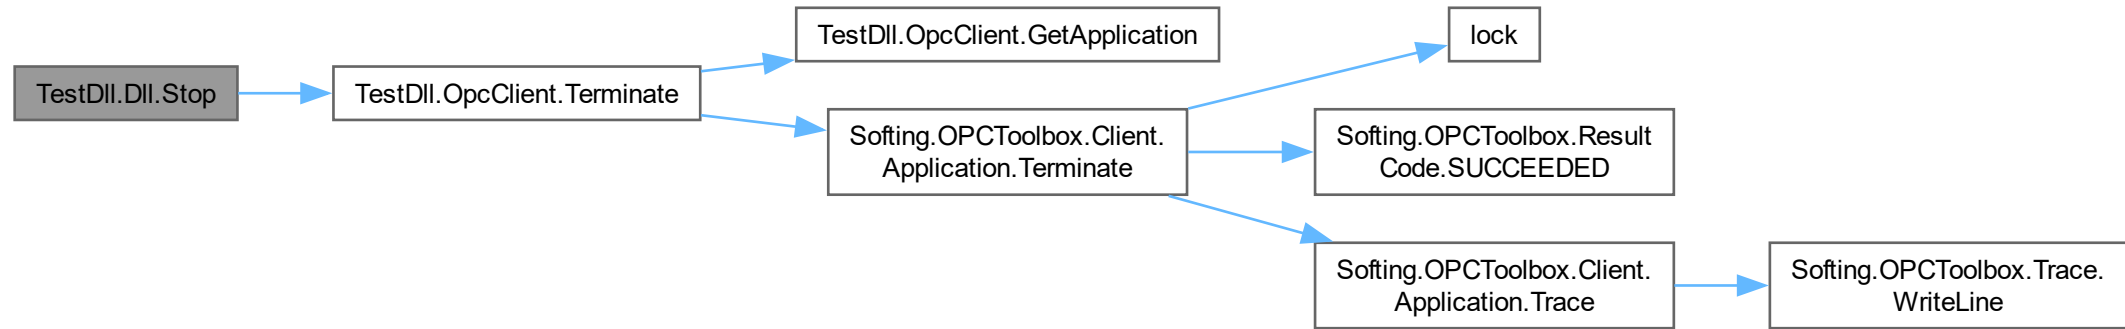 TestDll.Dll.Stop
TestDll.OpcClient.Terminate
TestDll.OpcClient.GetApplication
Softing.OPCToolbox.Client.
Application.Terminate
lock
Softing.OPCToolbox.Result
Code.SUCCEEDED
Softing.OPCToolbox.Client.
Application.Trace
Softing.OPCToolbox.Trace.
WriteLine